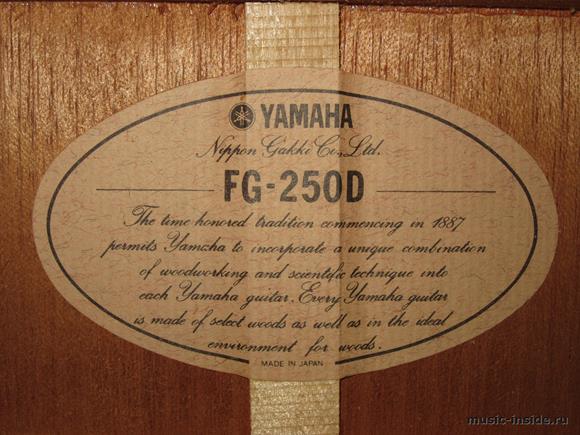 YAMAHA
Nippon Gakki Co., Ltd.
FG-250D
The time honored tradition commencing in 1887
permits Yamaha to incorporate a unique combination
of woodworking and scientific technique into
each Yamaha guitar. Every Yamaha guitar
is made of select woods as well as in the ideal
environment for woods.
MADE IN JAPAN
music-inside.ru